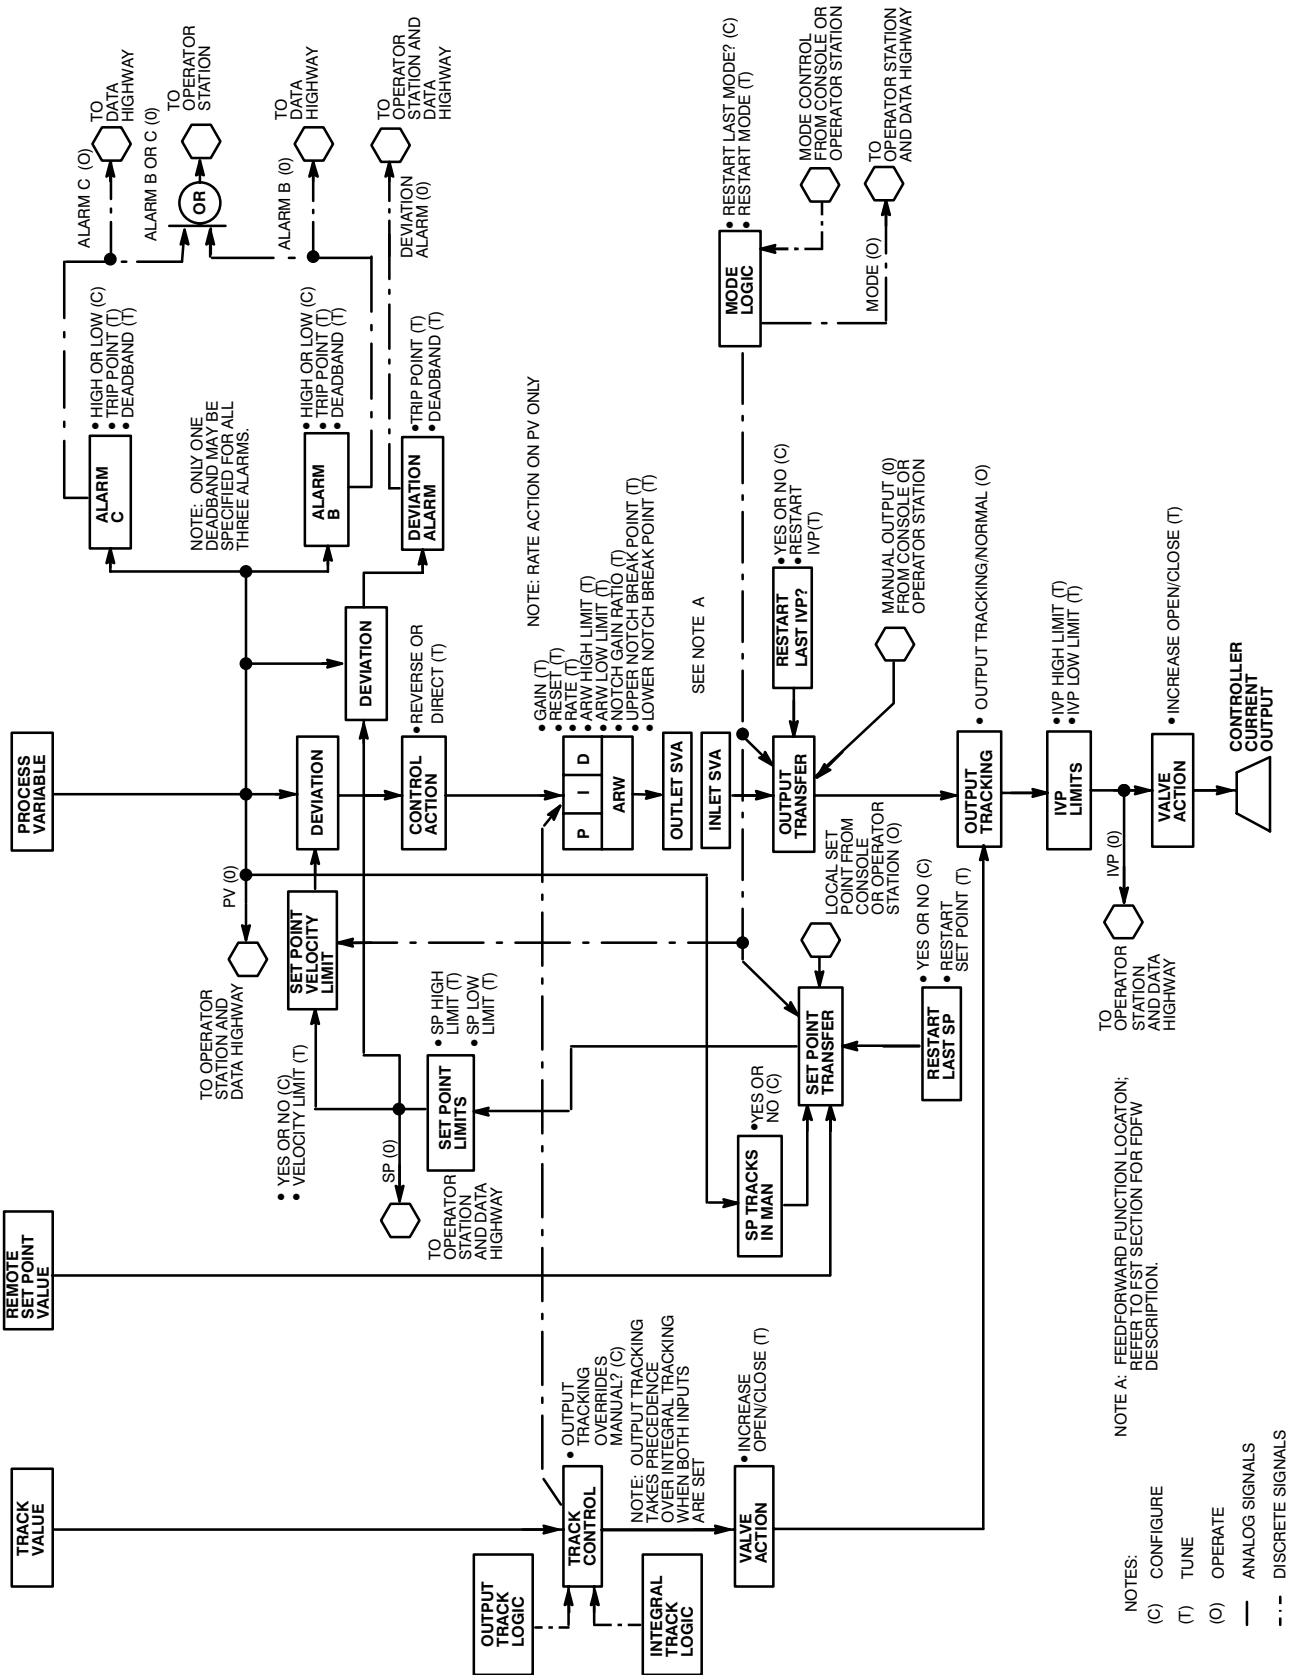 TRACK
VALUE
REMOTE
SET POINT
VALUE
PROCESS
VARIABLE
OUTPUT
TRACK
LOGIC
INTEGRAL
TRACK
LOGIC
TRACK
CONTROL
• OUTPUT
TRACKING
OVERRIDES
MANUAL? (C)
NOTE: OUTPUT TRACKING
TAKES PRECEDENCE
OVER INTEGRAL TRACKING
WHEN BOTH INPUTS
ARE SET
VALVE
ACTION
• INCREASE
OPEN/CLOSE (T)
TO OPERATOR
STATION AND
DATA HIGHWAY
PV (0)
• YES OR NO (C)
• VELOCITY LIMIT (T)
SET POINT
VELOCITY
LIMIT
SP (0)
TO
OPERATOR
STATION
AND DATA
HIGHWAY
SET POINT
LIMITS
• SP HIGH
LIMIT (T)
• SP LOW
LIMIT (T)
SP TRACKS
IN MAN
• YES OR
NO (C)
SET POINT
TRANSFER
LOCAL SET
POINT FROM
CONSOLE
OR OPERATOR
STATION (O)
RESTART
LAST SP
• YES OR NO (C)
• RESTART
SET POINT (T)
DEVIATION
DEVIATION
CONTROL
ACTION
• REVERSE OR
DIRECT (T)
P I D
ARW
• GAIN (T)
• RESET (T)
• RATE (T)
• ARW HIGH LIMIT (T)
• ARW LOW LIMIT (T)
• NOTCH GAIN RATIO (T)
• UPPER NOTCH BREAK POINT (T)
• LOWER NOTCH BREAK POINT (T)
NOTE: RATE ACTION ON PV ONLY
OUTLET SVA
INLET SVA
SEE NOTE A
OUTPUT
TRANSFER
RESTART
LAST IVP?
• YES OR NO (C)
• RESTART
IVP(T)
MANUAL OUTPUT (0)
FROM CONSOLE OR
OPERATOR STATION
OUTPUT
TRACKING
• OUTPUT TRACKING/NORMAL (O)
IVP
LIMITS
• IVP HIGH LIMIT (T)
• IVP LOW LIMIT (T)
IVP (0)
TO
OPERATOR
STATION
AND DATA
HIGHWAY
VALVE
ACTION
• INCREASE OPEN/CLOSE (T)
CONTROLLER
CURRENT
OUTPUT
ALARM
C
• HIGH OR LOW (C)
• TRIP POINT (T)
• DEADBAND (T)
NOTE: ONLY ONE
DEADBAND MAY BE
SPECIFIED FOR ALL
THREE ALARMS.
ALARM
B
• HIGH OR LOW (C)
• TRIP POINT (T)
• DEADBAND (T)
DEVIATION
ALARM
• TRIP POINT (T)
• DEADBAND (T)
ALARM C (O)
TO
DATA
HIGHWAY
ALARM B OR C (0)
OR
TO
OPERATOR
STATION
ALARM B (0)
TO
DATA
HIGHWAY
DEVIATION
ALARM (0)
TO
OPERATOR
STATION AND
DATA
HIGHWAY
MODE
LOGIC
• RESTART LAST MODE? (C)
• RESTART MODE (T)
MODE CONTROL
FROM CONSOLE OR
OPERATOR STATION
MODE (O)
TO
OPERATOR STATION
AND DATA HIGHWAY
NOTES:
(C) CONFIGURE
(T) TUNE
(O) OPERATE
ANALOG SIGNALS
DISCRETE SIGNALS
NOTE A: FEEDFORWARD FUNCTION LOCATON;
REFER TO FST SECTION FOR FDFW
DESCRIPTION.